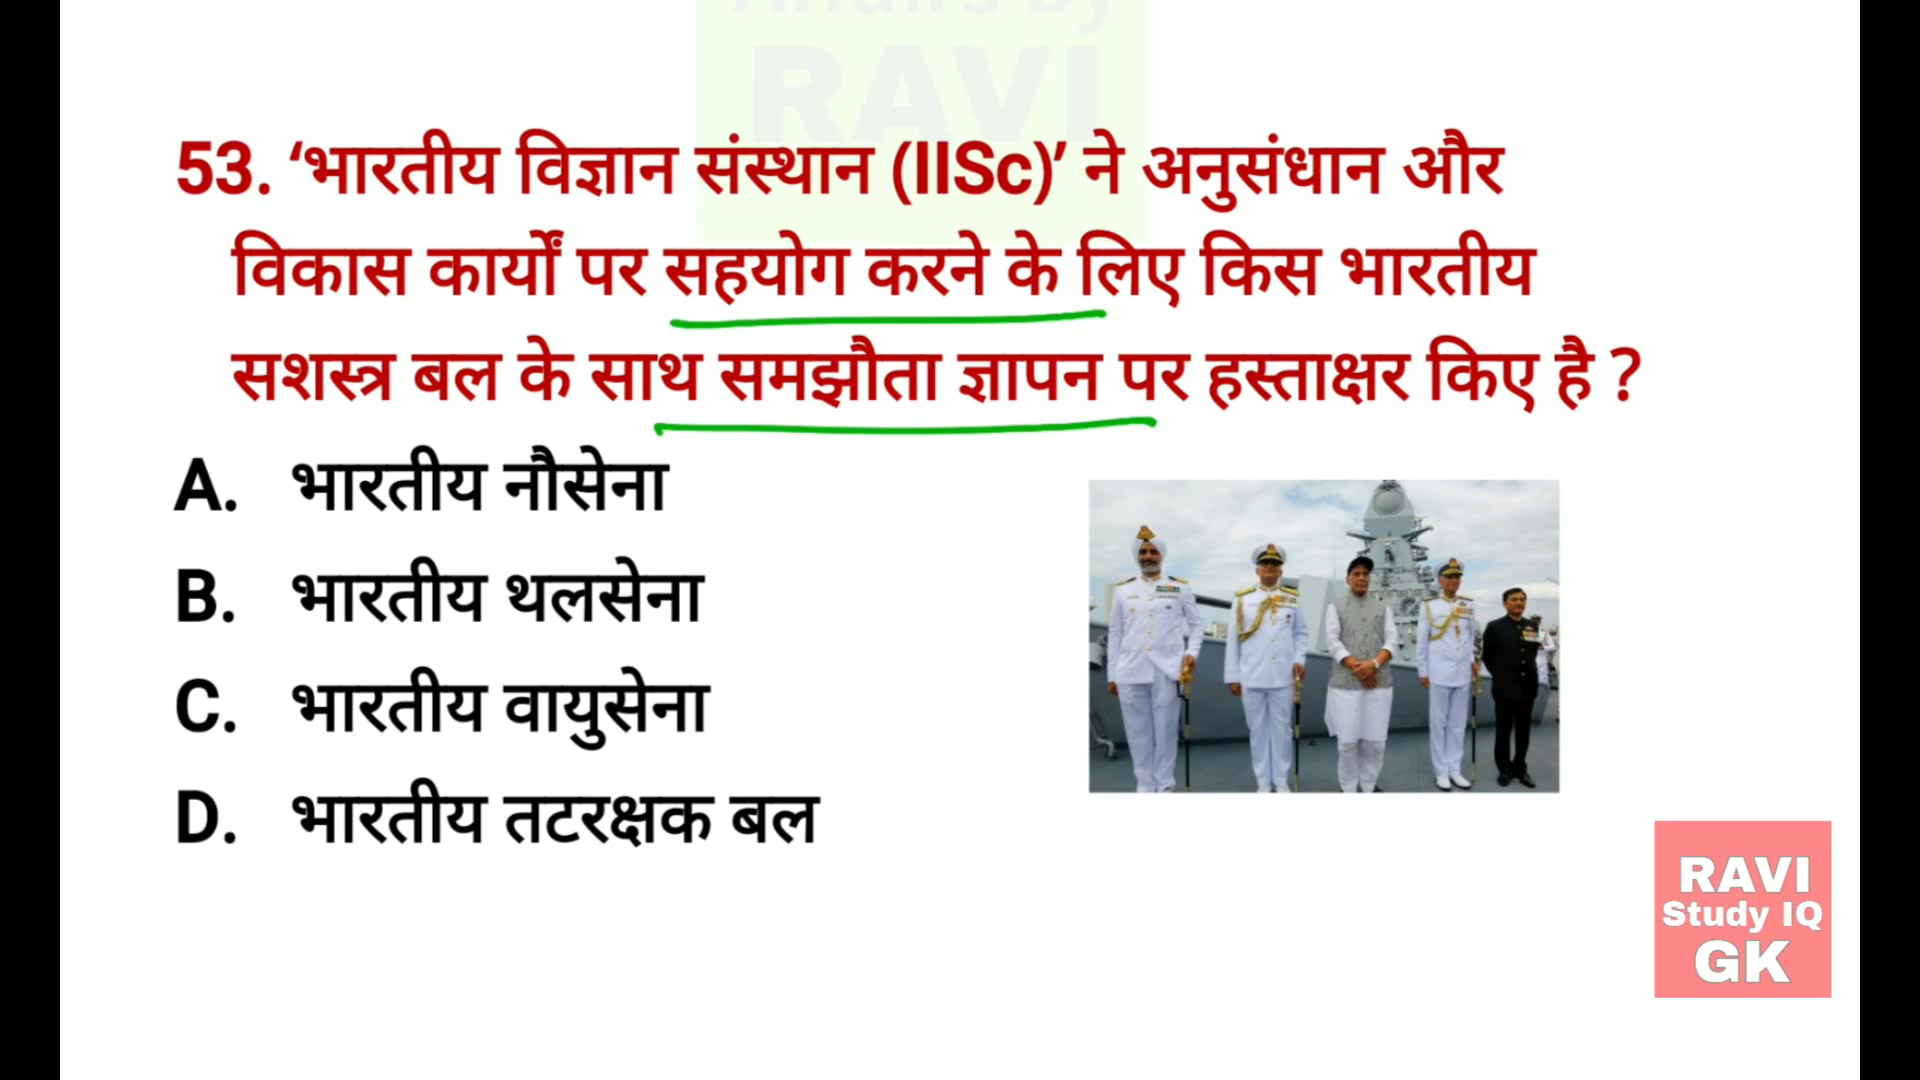 RAVI
53. ‘भारतीय विज्ञान संस्थान (IISc)’ ने अनुसंधान और
विकास कार्यों पर सहयोग करने के लिए किस भारतीय
सशस्त्र बल के साथ समझौता ज्ञापन पर हस्ताक्षर किए है ?
A. भारतीय नौसेना
B. भारतीय थलसेना
C. भारतीय वायुसेना
D. भारतीय तटरक्षक बल
RAVI
Study IQ
GK